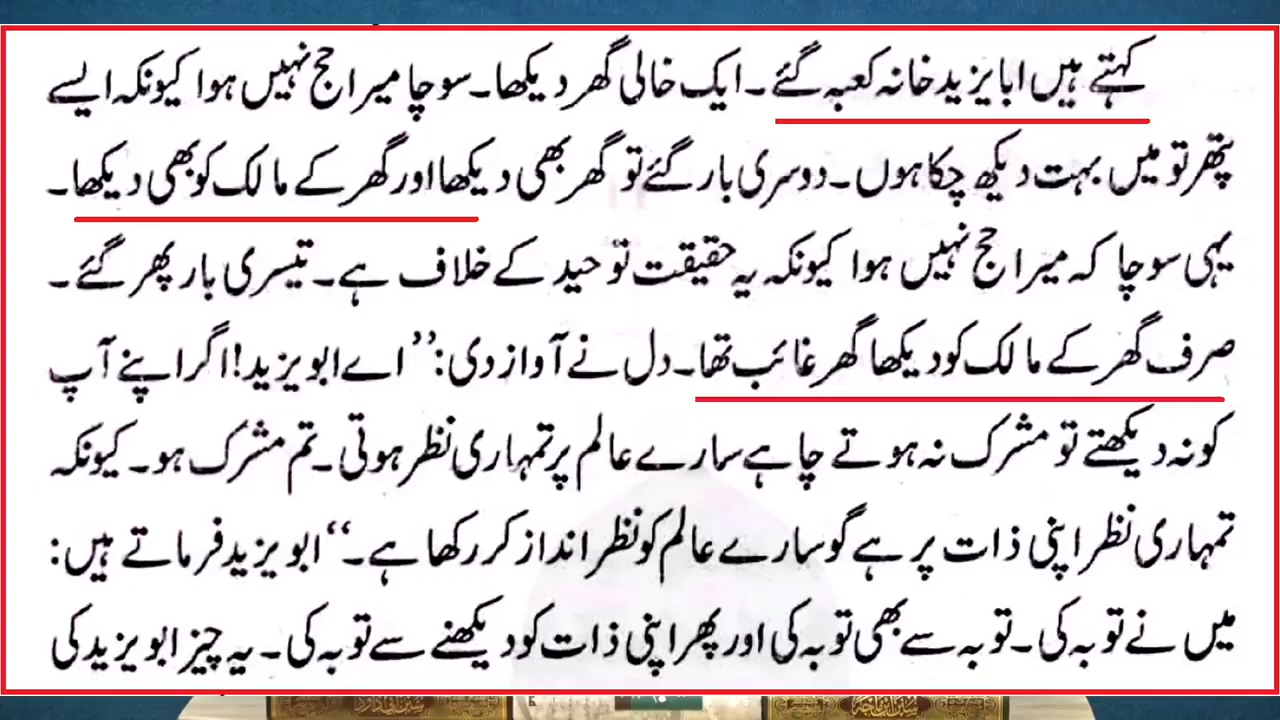 کہتے ہیں ابا یزید خانہ کعبہ گئے۔ ایک خالی گھر دیکھا۔ سوچا میرا حج نہیں ہوا کیونکہ ایسے
پتھر تو میں بہت دیکھ چکا ہوں۔ دوسری بار گئے تو گھر بھی دیکھا اور گھر کے مالک کو بھی دیکھا۔
یہی سوچا کہ میرا حج نہیں ہوا کیونکہ یہ حقیقت توحید کے خلاف ہے۔ تیسری بار پھر گئے۔
صرف گھر کے مالک کو دیکھا گھر غائب تھا۔ دل نے آواز دی: ’’اے ابو یزید! اگر اپنے آپ
کو نہ دیکھتے تو مشرک نہ ہوتے چاہے سارے عالم پر تمہاری نظر ہوتی۔ تم مشرک ہو۔ کیونکہ
تمہاری نظر اپنی ذات پر ہے گو سارے عالم کو نظر انداز کر رکھا ہے۔‘‘ ابو یزید فرماتے ہیں:
میں نے توبہ کی۔ توبہ سے بھی توبہ کی اور پھر اپنی ذات کو دیکھنے سے توبہ کی۔ یہ چیز ابو یزید کی